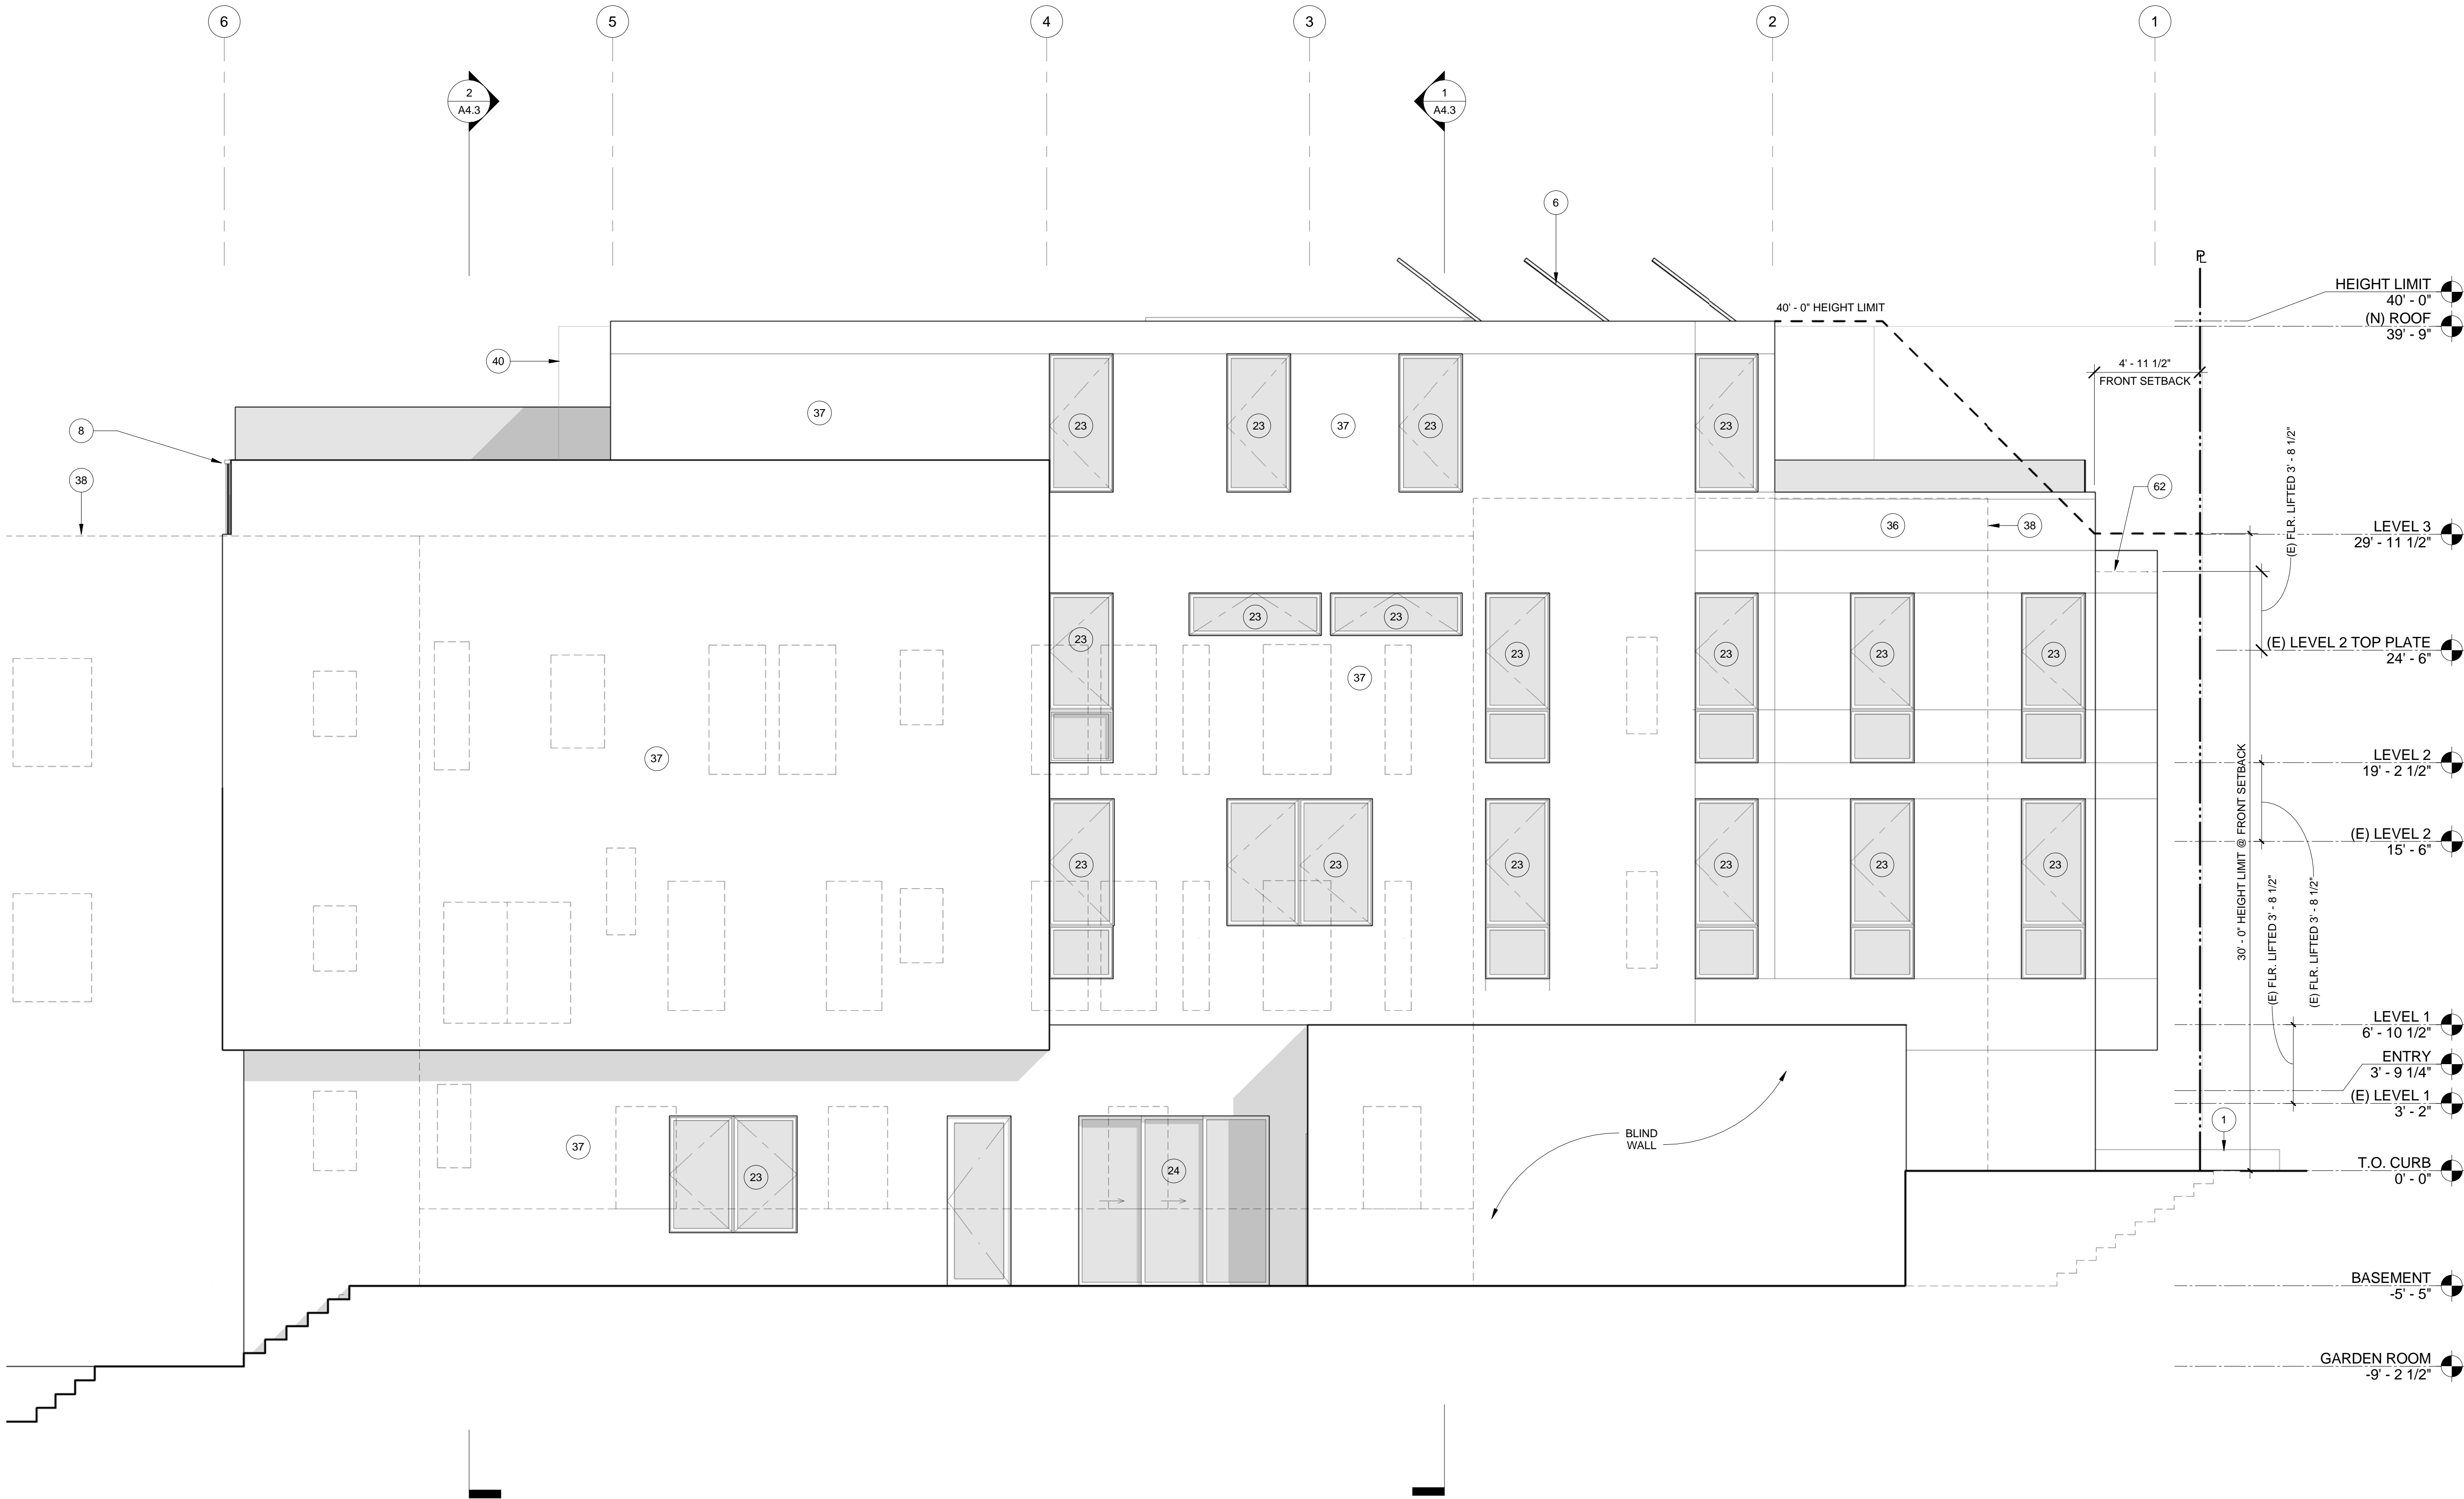 6
5
4
3
2
1
2
A4.3
1
A4.3
6
PL
HEIGHT LIMIT
40' - 0"
40' - 0" HEIGHT LIMIT
(N) ROOF
39' - 9"
40
4' - 11 1/2"
FRONT SETBACK
37
23
23
37
23
23
8
38
62
36
38
(E) FLR. LIFTED 3' - 8 1/2"
LEVEL 3
29' - 11 1/2"
23
23
23
23
23
23
23
37
(E) LEVEL 2 TOP PLATE
24' - 6"
37
LEVEL 2
19' - 2 1/2"
30' - 0" HEIGHT LIMIT @ FRONT SETBACK
(E) LEVEL 2
15' - 6"
23
23
23
23
23
23
(E) FLR. LIFTED 3' - 8 1/2"
(E) FLR. LIFTED 3' - 8 1/2"
LEVEL 1
6' - 10 1/2"
ENTRY
3' - 9 1/4"
(E) LEVEL 1
3' - 2"
1
37
23
24
BLIND
WALL
T.O. CURB
0' - 0"
BASEMENT
-5' - 5"
GARDEN ROOM
-9' - 2 1/2"